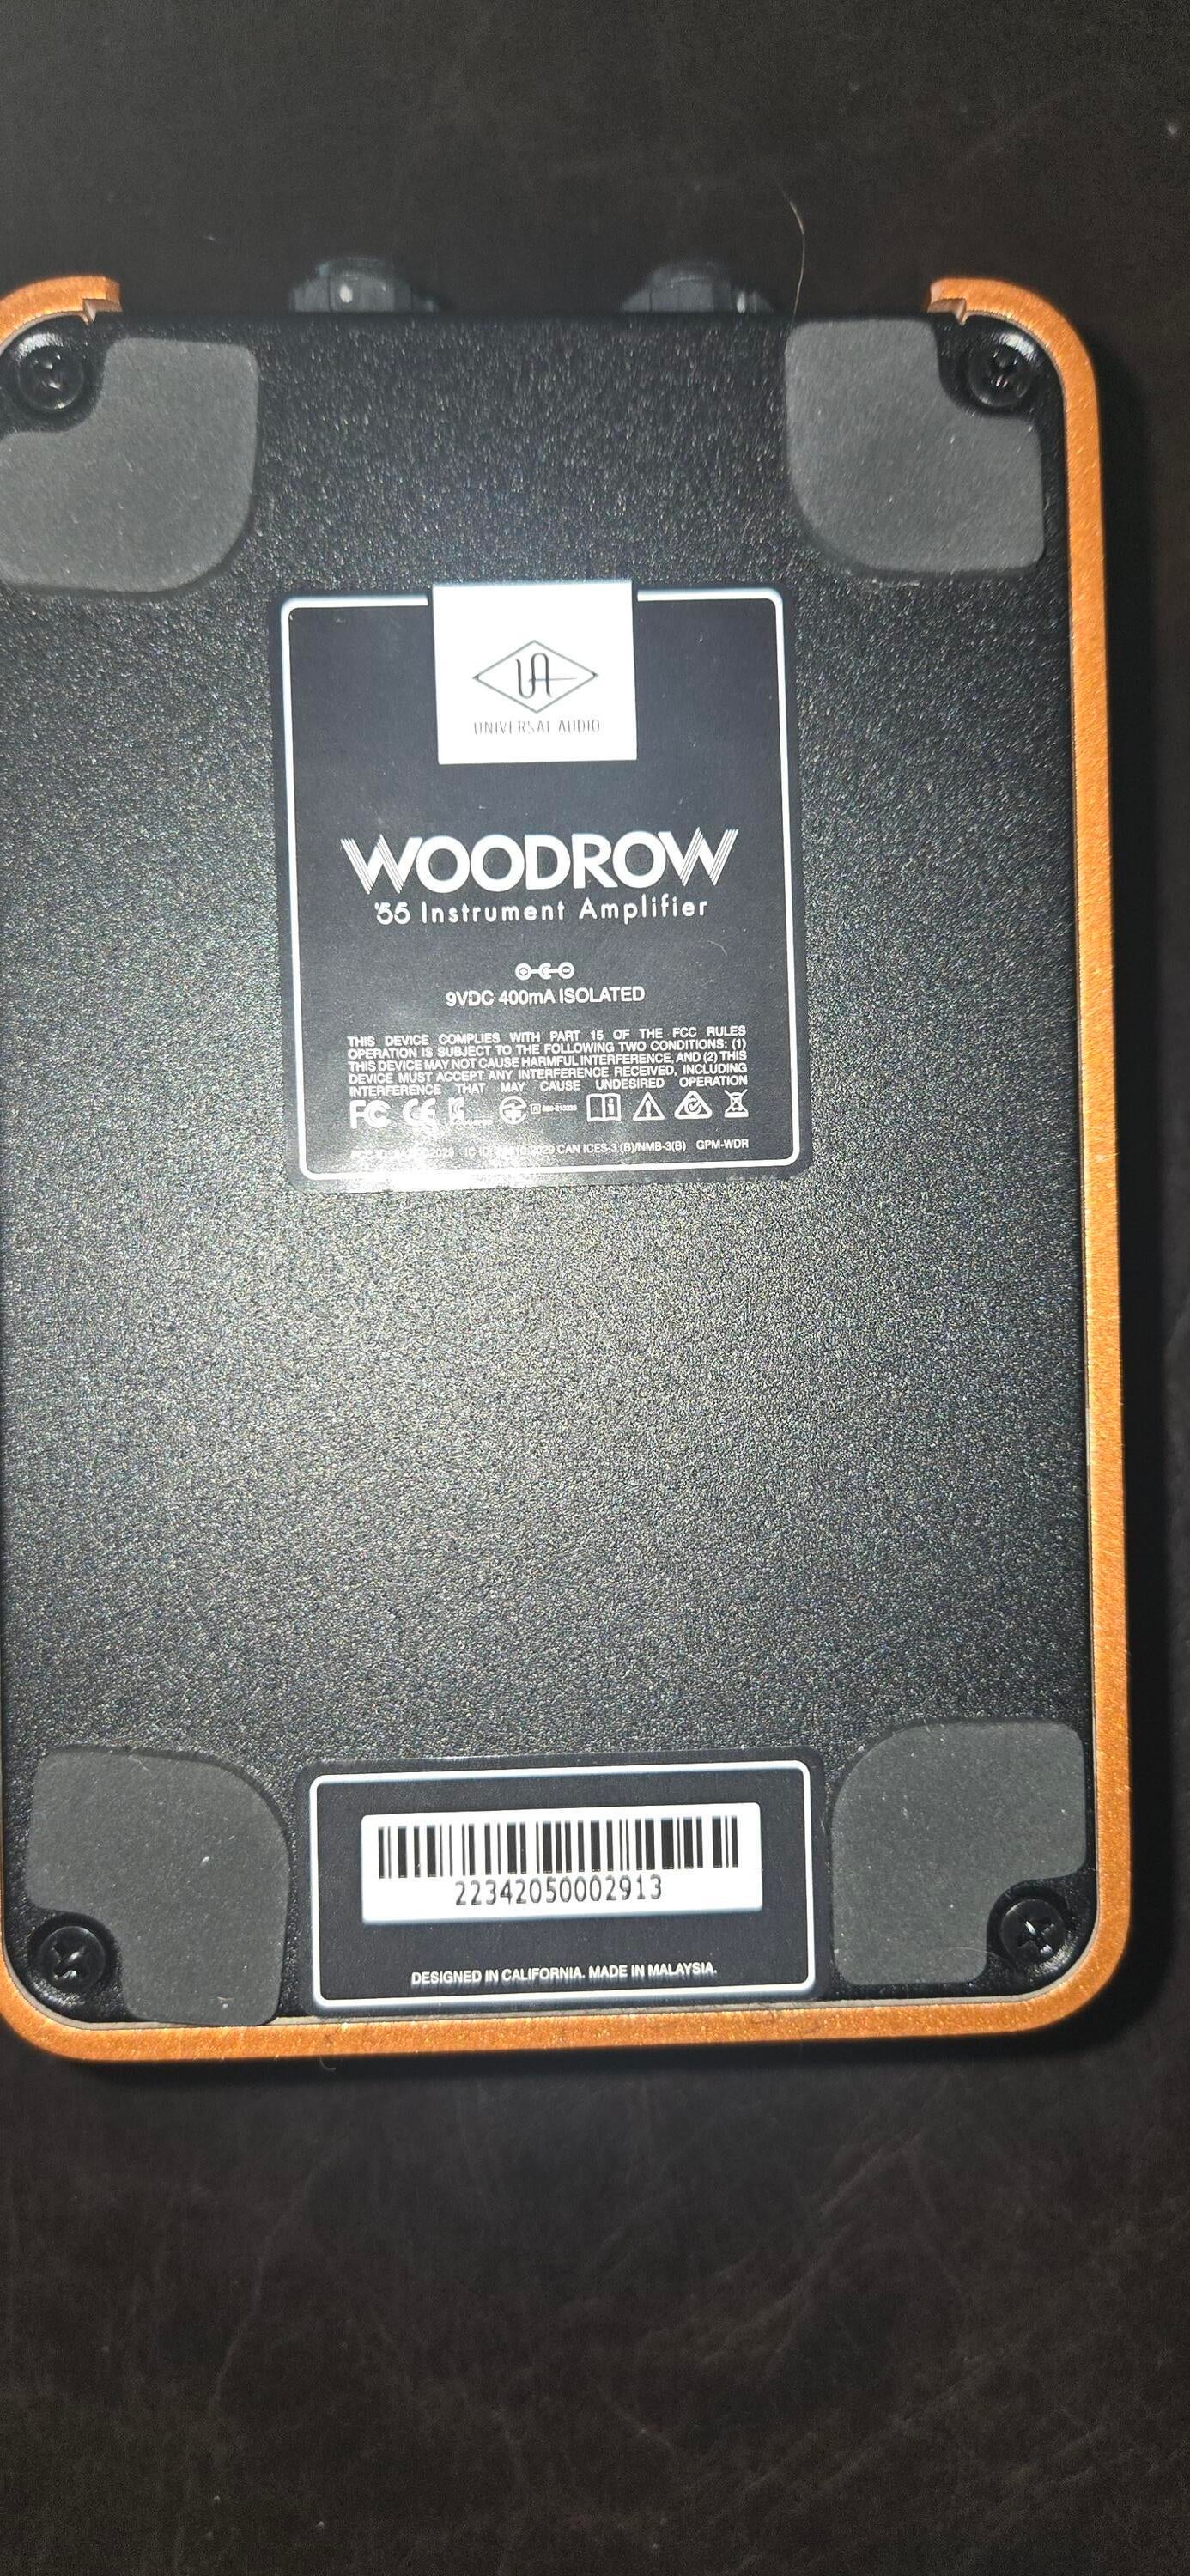 UA
UNIVERSAL AUDIO
WOODROW
'55 Instrument Amplifier
9VDC 400mA ISOLATED
THIS DEVICE COMPLIES WITH PART 15 OF THE FCC RULES
OPERATION IS SUBJECT TO THE FOLLOWING TWO CONDITIONS: (1)
THIS DEVICE MAY NOT CAUSE HARMFUL INTERFERENCE, AND (2) THIS
DEVICE MUST ACCEPT ANY INTERFERENCE RECEIVED, INCLUDING
INTERFERENCE THAT MAY CAUSE UNDESIRED OPERATION
FC CE
CAN ICES-3 (B)/NMB-3(B) GPM-WDR
22342050002913
DESIGNED IN CALIFORNIA. MADE IN MALAYSIA.